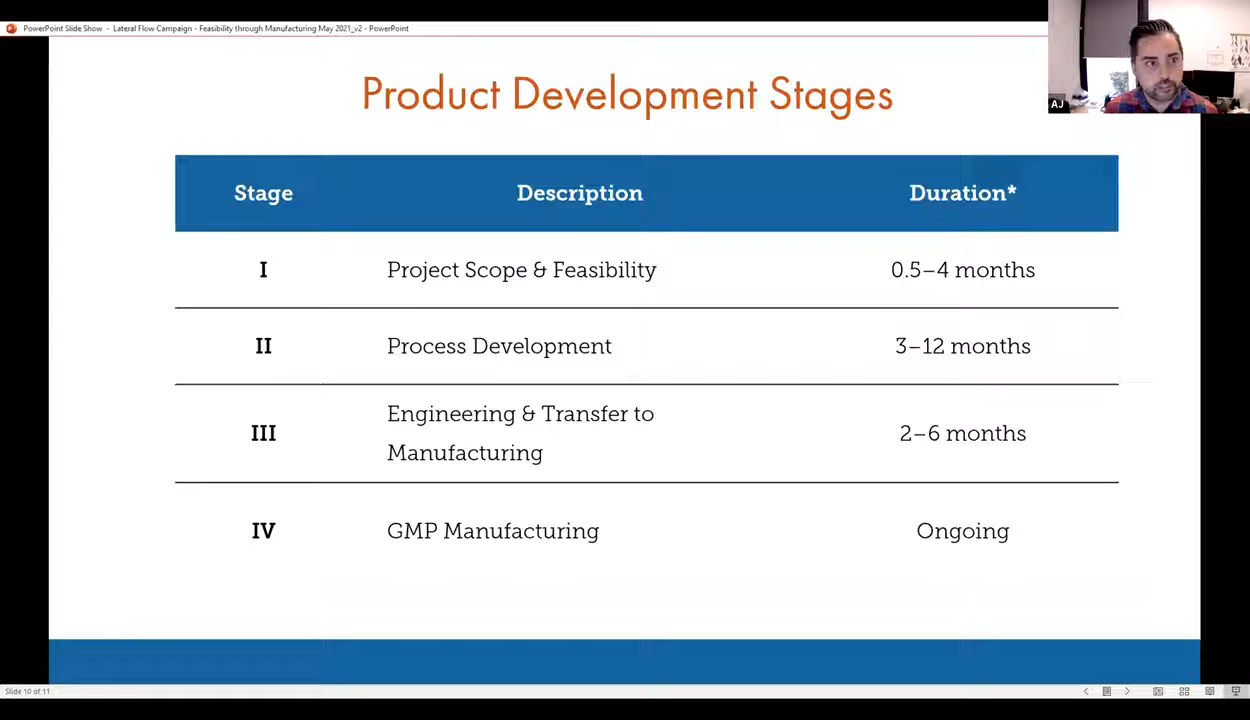 PowerPoint Slide Show - Lateral Flow Campaign - Feasibility through Manufacturing May 2021_v2 - PowerPoint
AJ
Product Development Stages
Stage Description Duration*
I Project Scope & Feasibility 0.5–4 months
II Process Development 3–12 months
III Engineering & Transfer to Manufacturing 2–6 months
IV GMP Manufacturing Ongoing
Slide 10 of 11